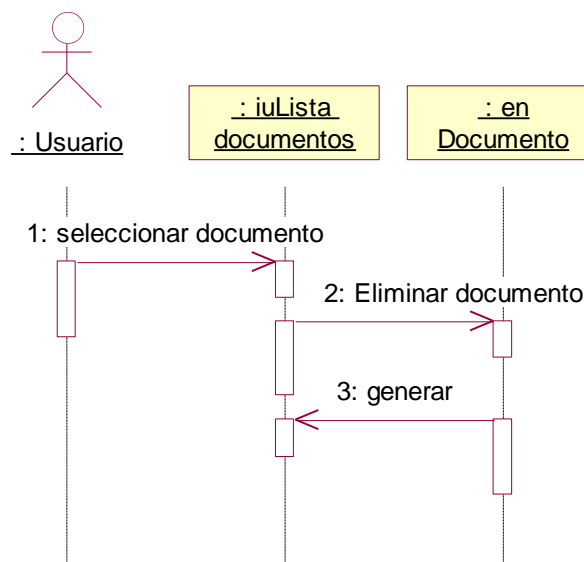 : Usuario
: iuLista
documentos
: en
Documento
1: seleccionar documento
2: Eliminar documento
3: generar